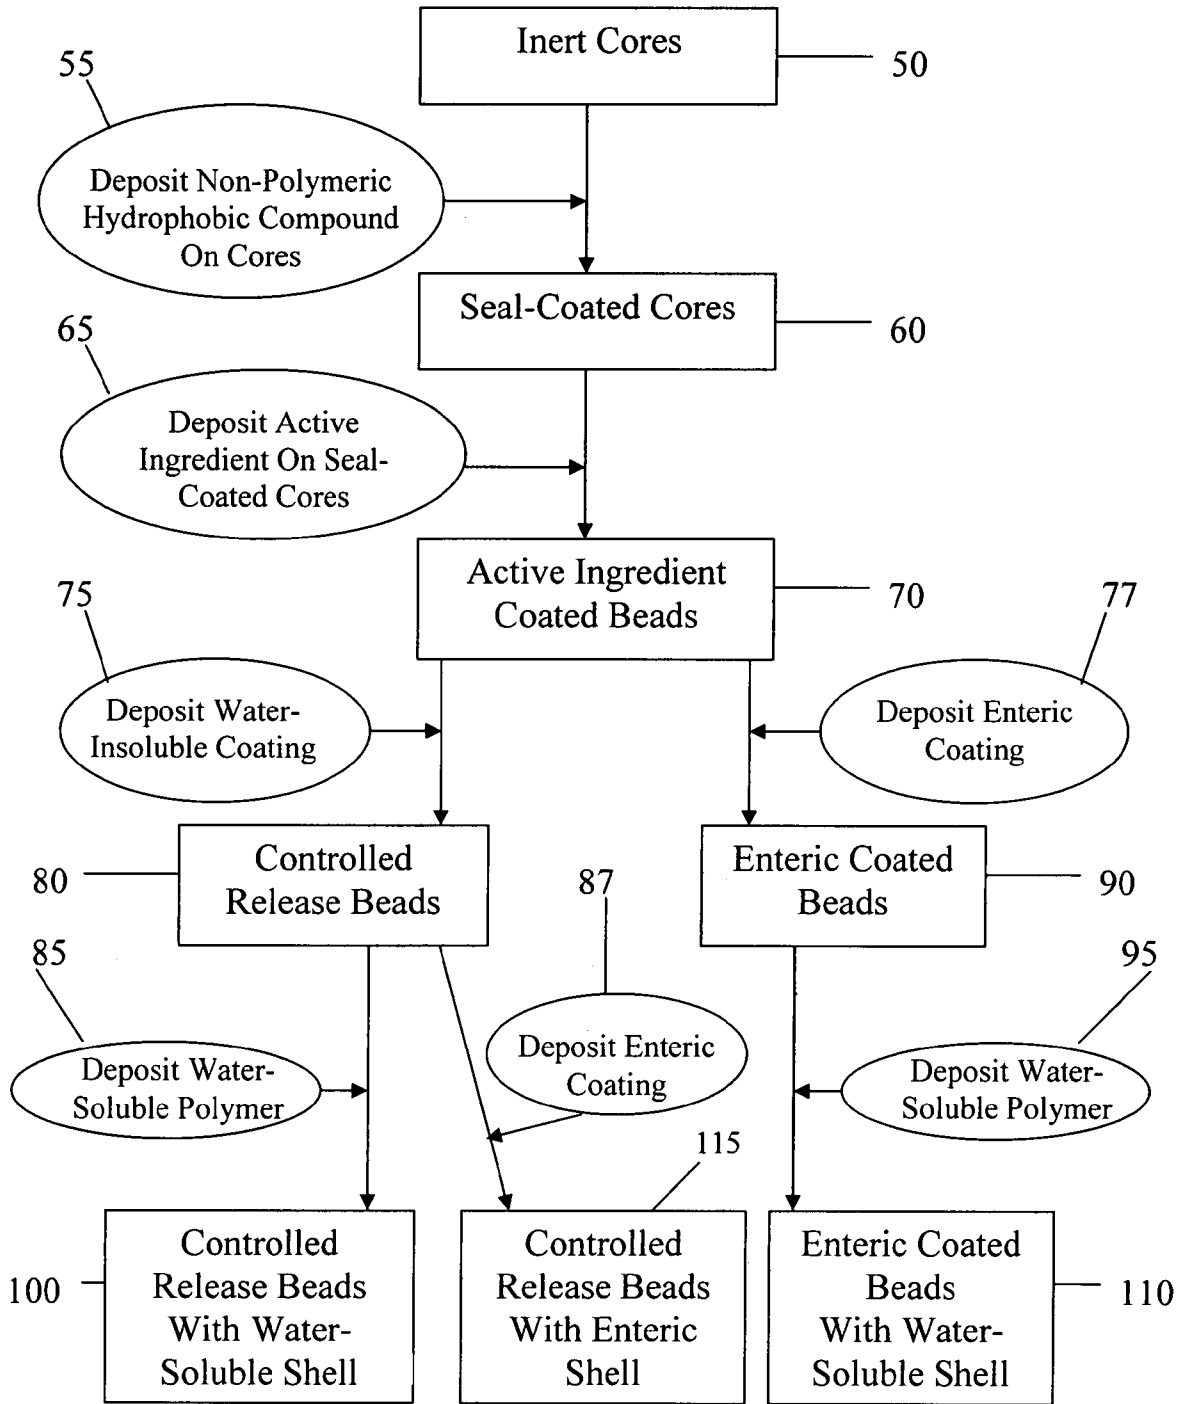 Inert Cores
50
55
Deposit Non-Polymeric
Hydrophobic Compound
On Cores
Seal-Coated Cores
60
65
Deposit Active
Ingredient On Seal-
Coated Cores
Active Ingredient
Coated Beads
70
75
Deposit Water-
Insoluble Coating
77
Deposit Enteric
Coating
80
Controlled
Release Beads
Enteric Coated
Beads
90
85
Deposit Water-
Soluble Polymer
87
Deposit Enteric
Coating
95
Deposit Water-
Soluble Polymer
100
Controlled
Release Beads
With Water-
Soluble Shell
115
Controlled
Release Beads
With Enteric
Shell
Enteric Coated
Beads
With Water-
Soluble Shell
110